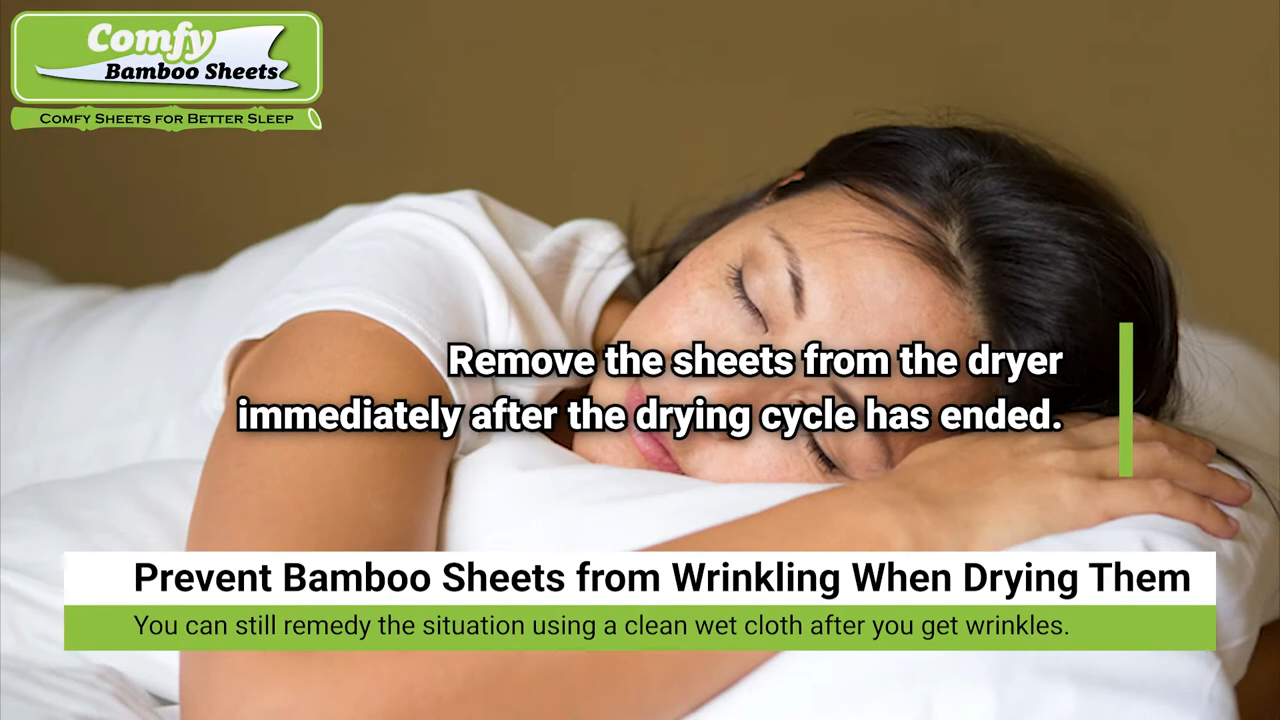 Comfy
Bamboo Sheets
Comfy Sheets for Better Sleep
Remove the sheets from the dryer
immediately after the drying cycle has ended.
Prevent Bamboo Sheets from Wrinkling When Drying Them
You can still remedy the situation using a clean wet cloth after you get wrinkles.